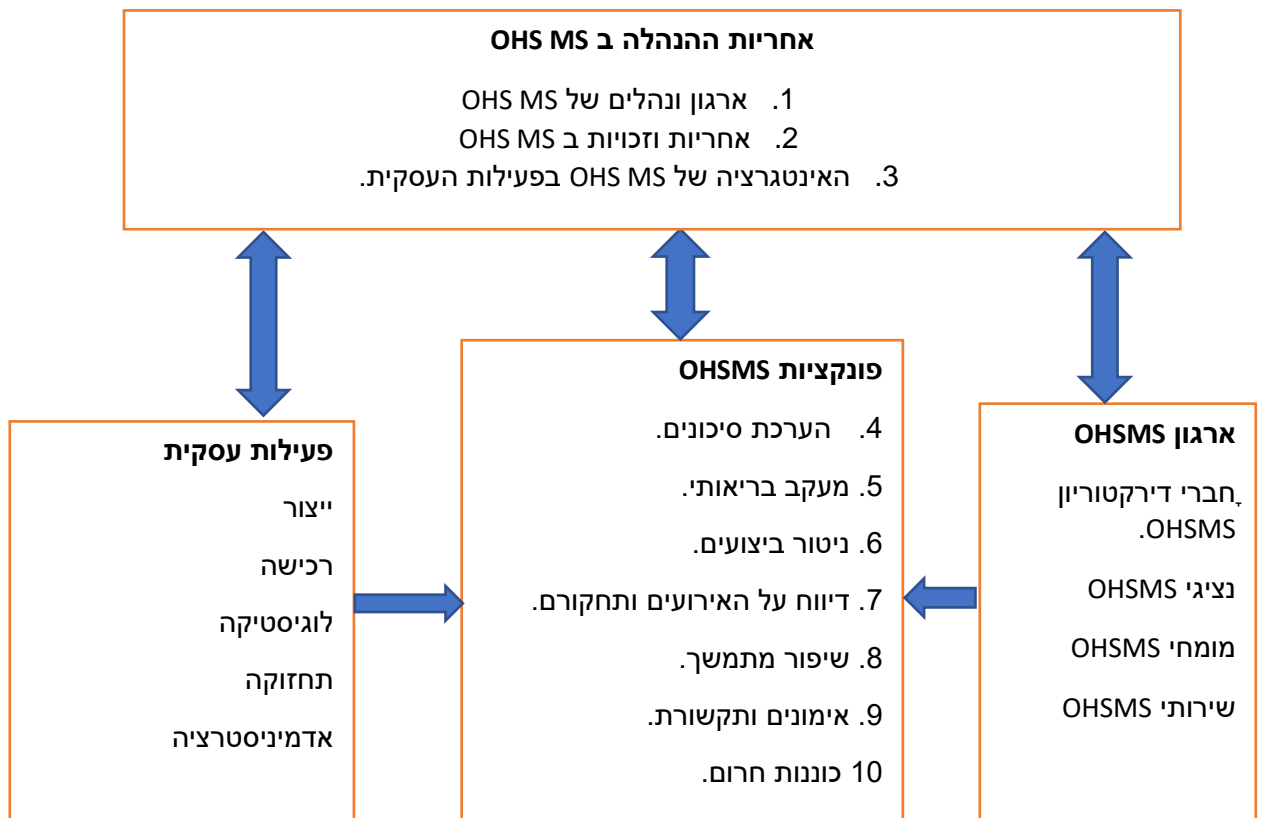 אחריות ההנהלה ב OHS MS
1. ארגון ונהלים של OHS MS
2. אחריות וזכויות ב OHS MS
3. האינטגרציה של OHS MS בפעילות העסקית.
ארגון OHSMS
חברי דירקטוריון
OHSMS.
נציגי OHSMS
מומחי OHSMS
שירותי OHSMS
פונקציות OHSMS
4. הערכת סיכונים.
5. מעקב בריאותי.
6. ניטור ביצועים.
7. דיווח על האירועים ותחקורם.
8. שיפור מתמשך.
9. אימונים ותקשורת.
10 כוננות חרום.
פעילות עסקית
ייצור
רכישה
לוגיסטיקה
תחזוקה
אדמיניסטרציה